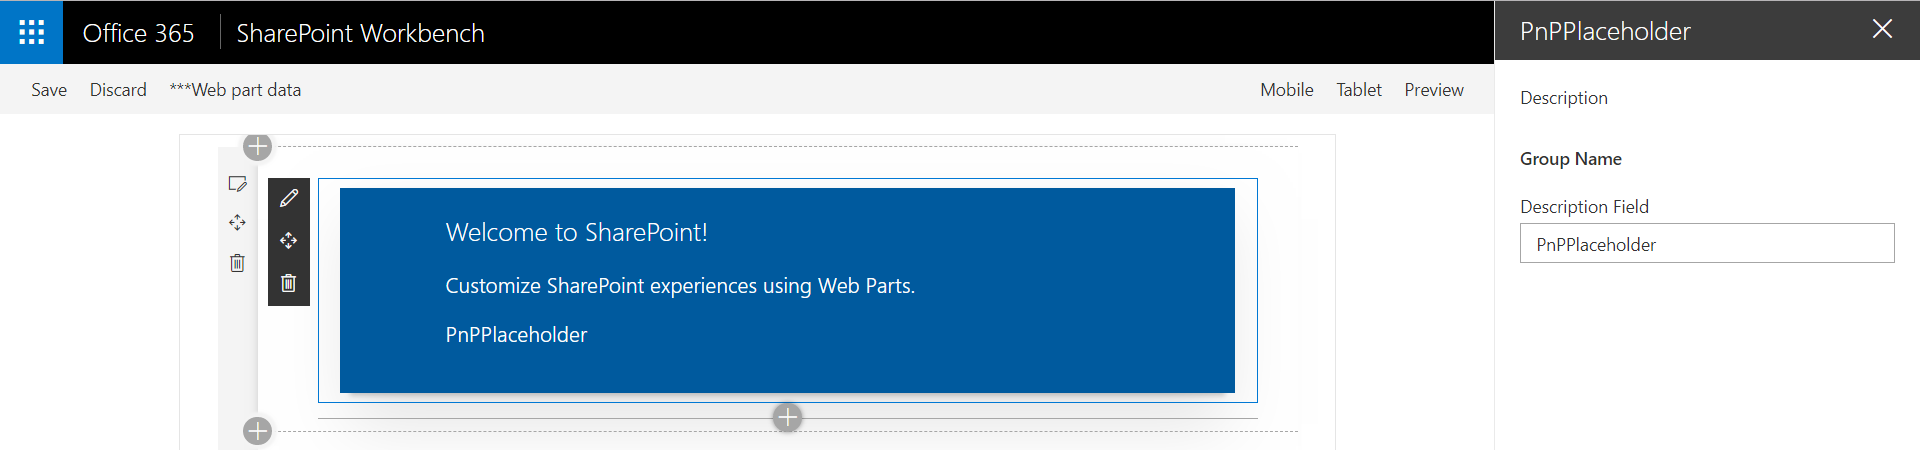 Office 365 SharePoint Workbench
Save Discard ***Web part data Mobile Tablet Preview
Welcome to SharePoint!
Customize SharePoint experiences using Web Parts.
PnPPlaceholder
PnPPlaceholder
Description
Group Name
Description Field
PnPPlaceholder